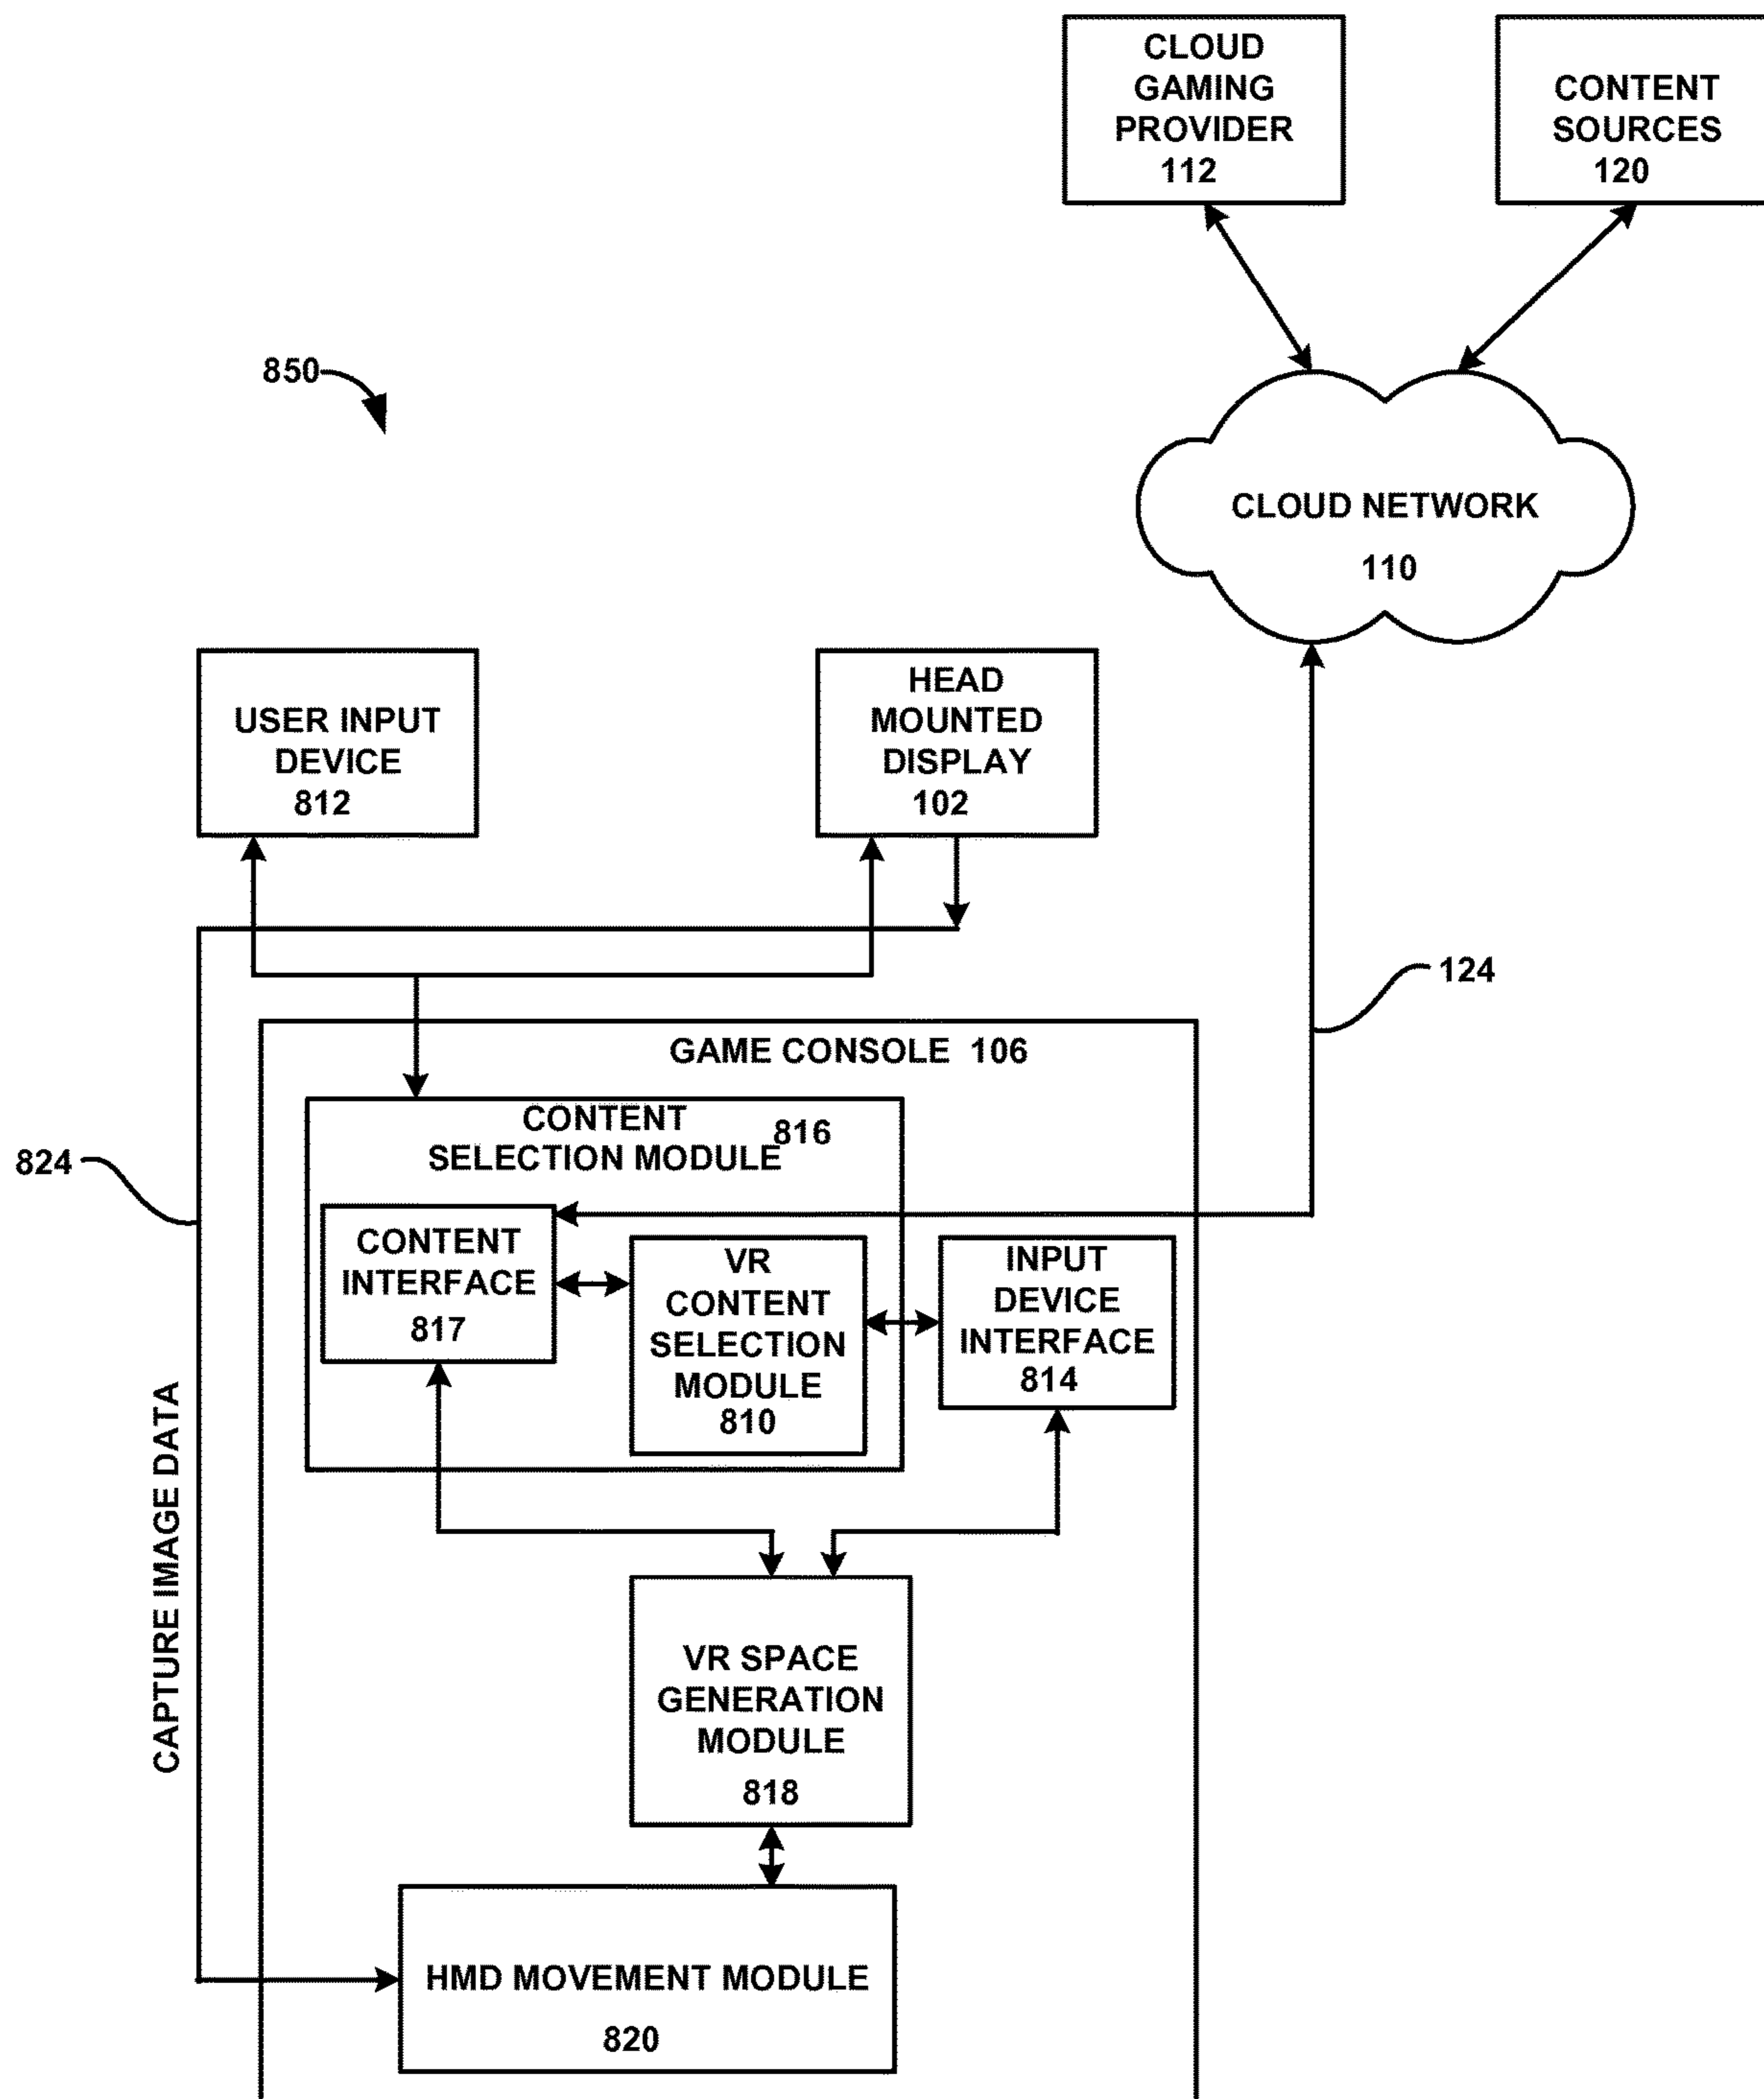 CLOUD
GAMING
PROVIDER
112
CONTENT
SOURCES
120
850
CLOUD NETWORK
110
USER INPUT
DEVICE
812
HEAD
MOUNTED
DISPLAY
102
124
GAME CONSOLE 106
CONTENT
SELECTION MODULE
816
824
CONTENT
INTERFACE
817
VR
CONTENT
SELECTION
MODULE
810
INPUT
DEVICE
INTERFACE
814
CAPTURE IMAGE DATA
VR SPACE
GENERATION
MODULE
818
HMD MOVEMENT MODULE
820